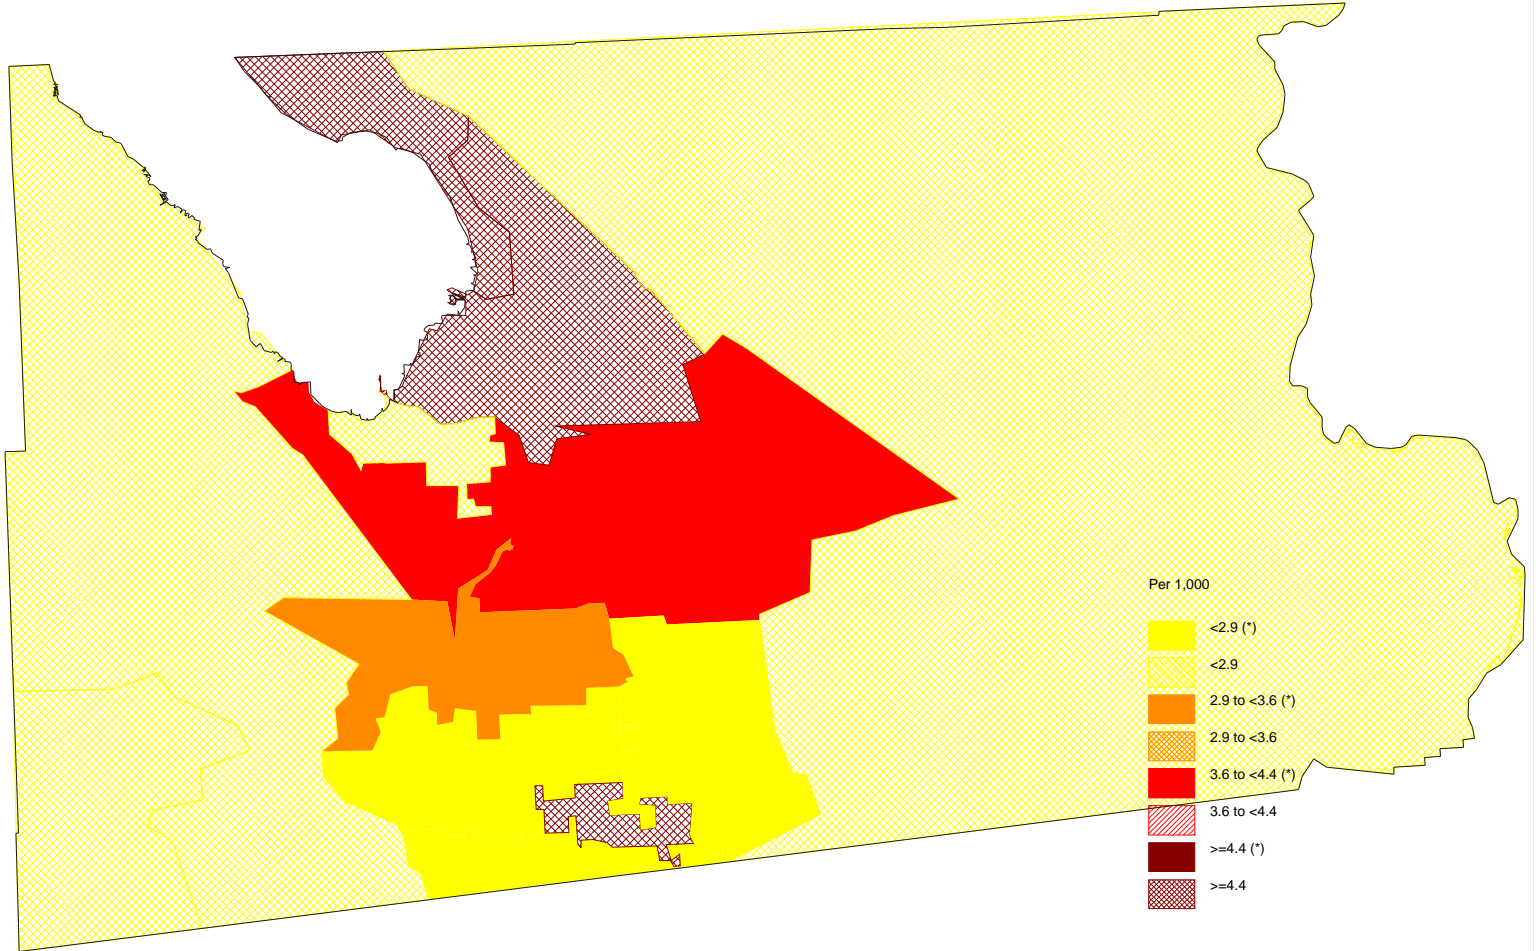 Per 1,000
<2.9 (*)
<2.9
2.9 to <3.6 (*)
2.9 to <3.6
3.6 to <4.4 (*)
3.6 to <4.4
>=4.4 (*)
>=4.4